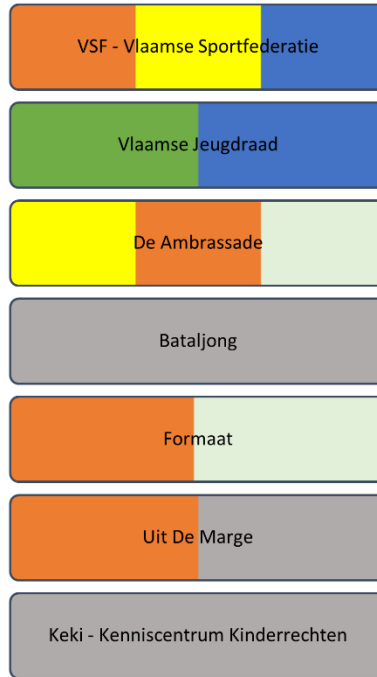 VSF - Vlaamse Sportfederatie
Vlaamse Jeugdraad
De Ambrassade
Bataljong
Formaat
Uit De Marge
Keki - Kenniscentrum Kinderrechten